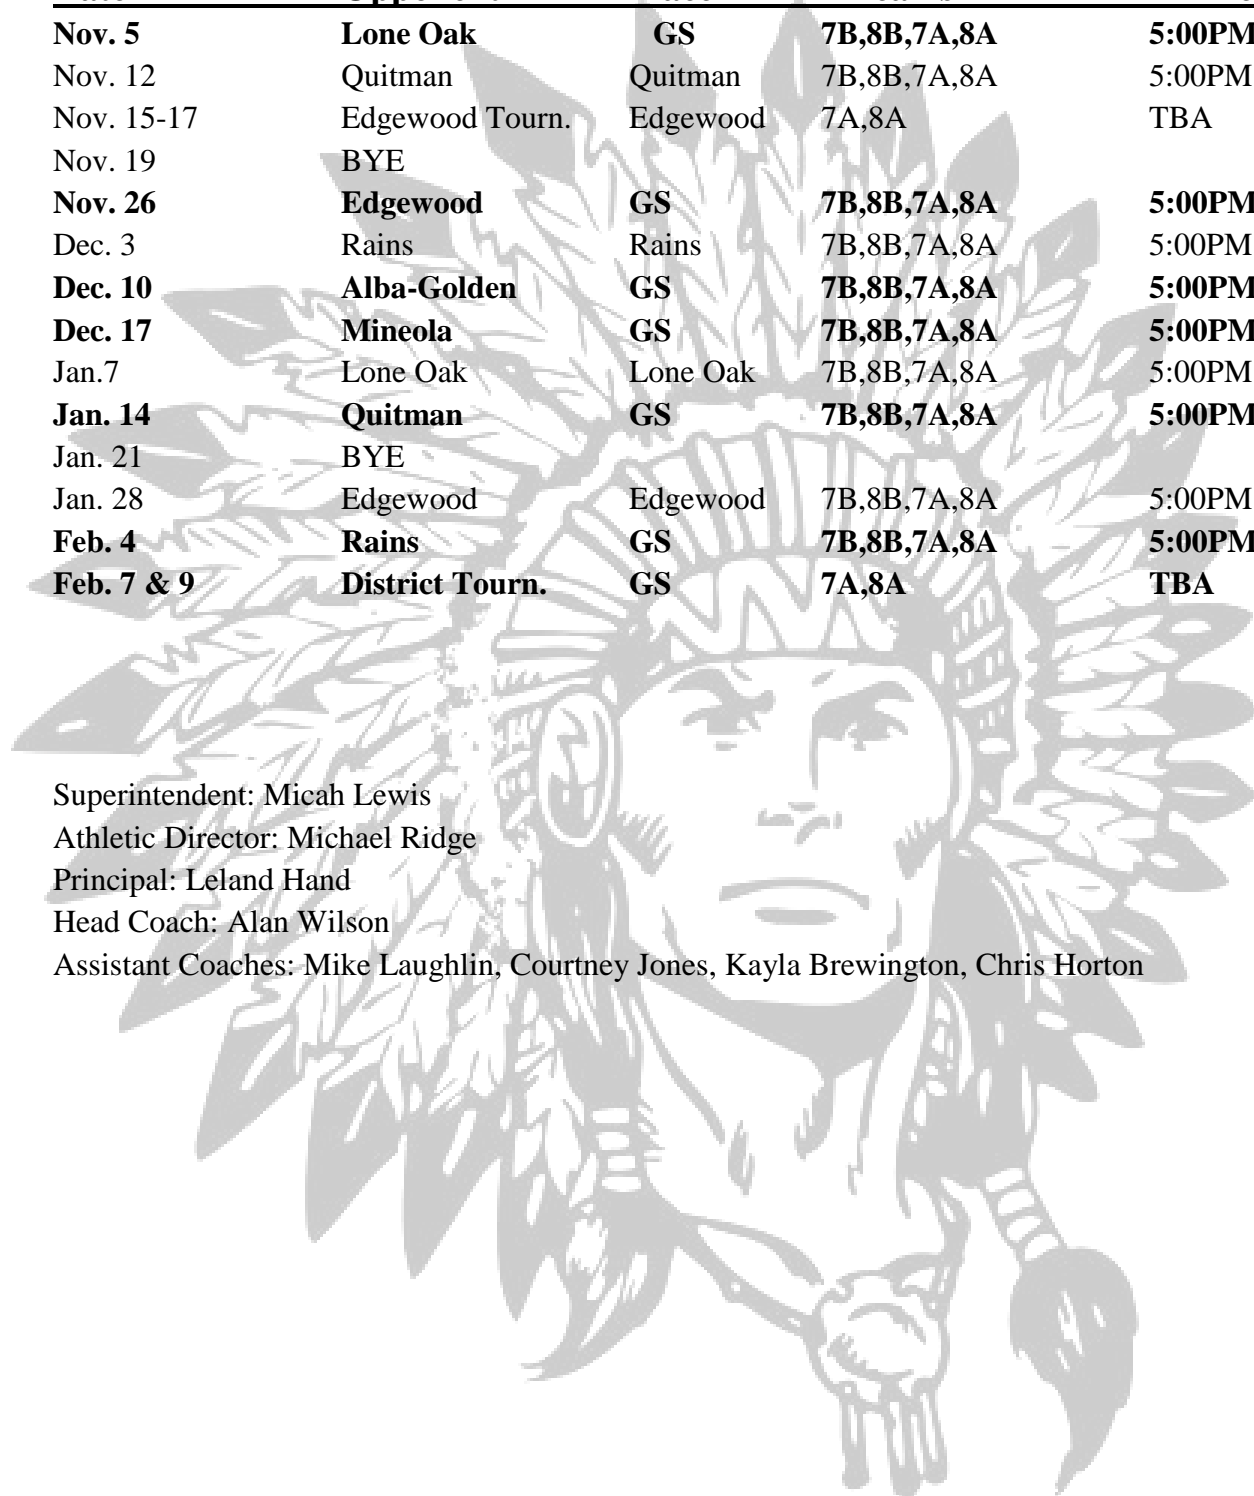 Nov. 5 Lone Oak GS 7B,8B,7A,8A 5:00PM
Nov. 12 Quitman Quitman 7B,8B,7A,8A 5:00PM
Nov. 15-17 Edgewood Tourn. Edgewood 7A,8A TBA
Nov. 19 BYE
Nov. 26 Edgewood GS 7B,8B,7A,8A 5:00PM
Dec. 3 Rains Rains 7B,8B,7A,8A 5:00PM
Dec. 10 Alba-Golden GS 7B,8B,7A,8A 5:00PM
Dec. 17 Mineola GS 7B,8B,7A,8A 5:00PM
Jan.7 Lone Oak Lone Oak 7B,8B,7A,8A 5:00PM
Jan. 14 Quitman GS 7B,8B,7A,8A 5:00PM
Jan. 21 BYE
Jan. 28 Edgewood Edgewood 7B,8B,7A,8A 5:00PM
Feb. 4 Rains GS 7B,8B,7A,8A 5:00PM
Feb. 7 & 9 District Tourn. GS 7A,8A TBA
Superintendent: Micah Lewis
Athletic Director: Michael Ridge
Principal: Leland Hand
Head Coach: Alan Wilson
Assistant Coaches: Mike Laughlin, Courtney Jones, Kayla Brewington, Chris Horton